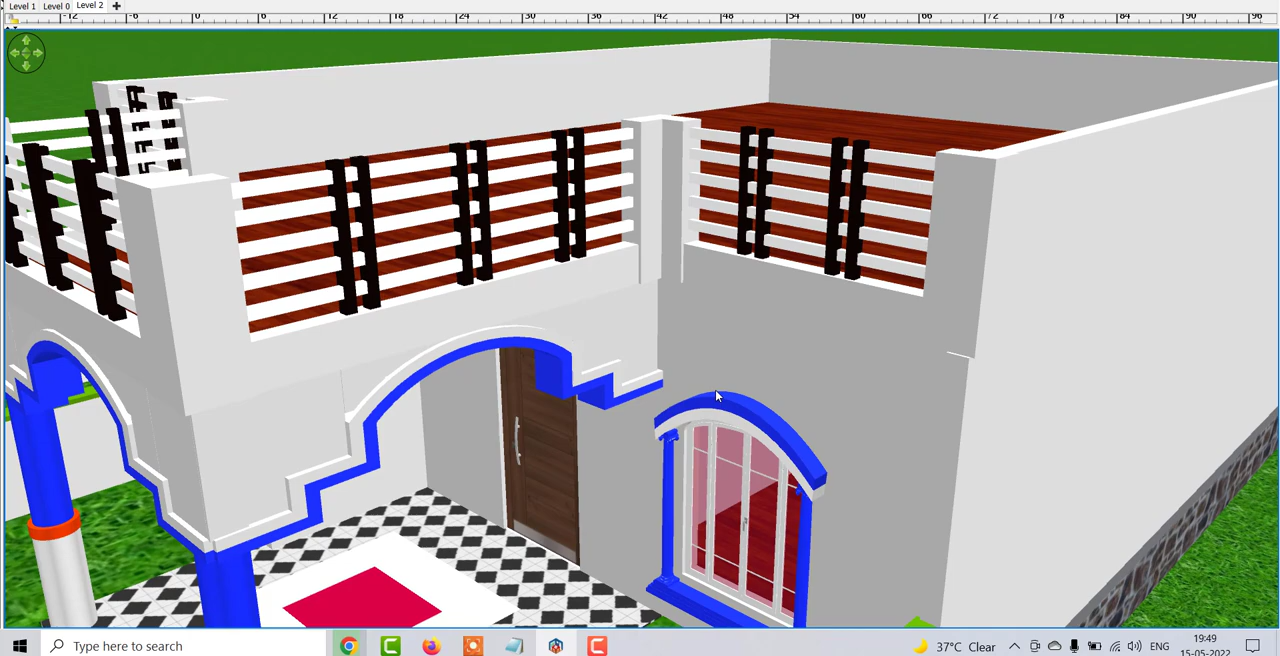 Level 1 Level 0 Level 2
-12 -6 0 6 12 18 24 30 36 42 48 54 60 66 72 78 84 90 96
Type here to search
37°C Clear
ENG
19:49
15-05-2022